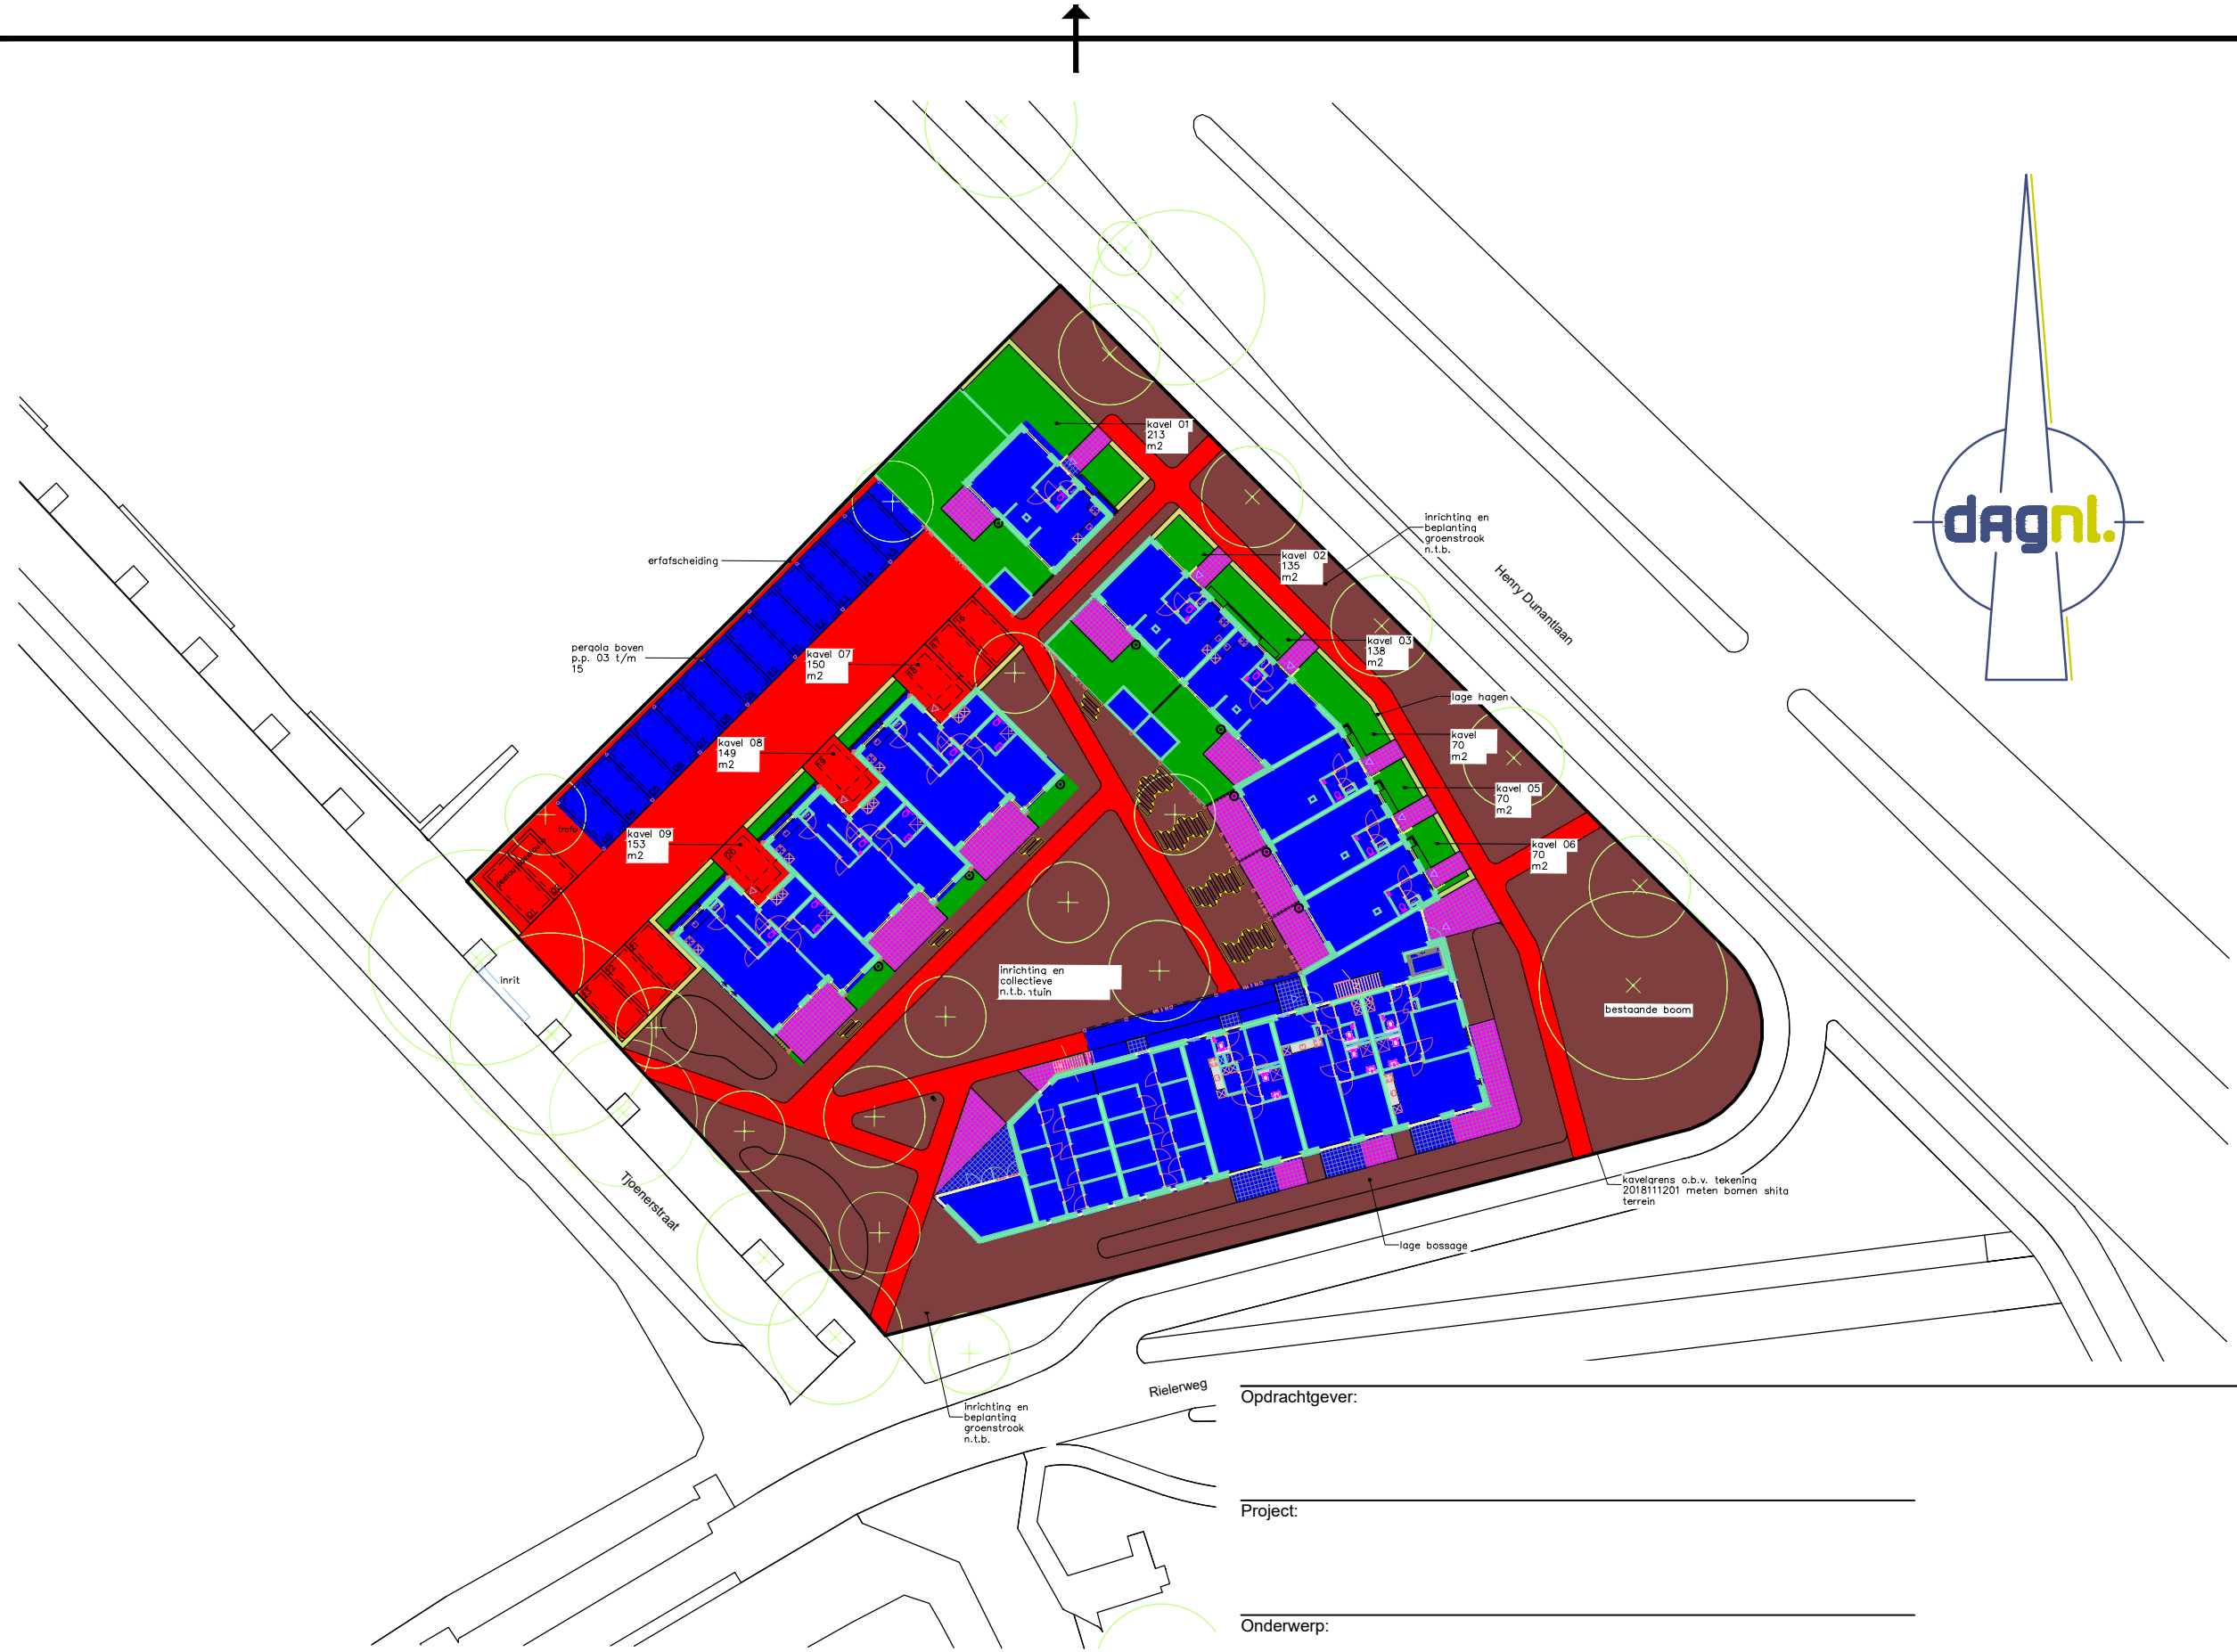 kavel 01
213
m2
inrichting en
beplanting
groenstrook
n.t.b.
kavel 02
135
m2
erfafscheiding
Henry Dunantlaan
dagnl.
pergola boven
p.p. 03 t/m
15
kavel 07
150
m2
kavel 03
138
m2
lage hagen
kavel 08
149
m2
kavel
70
m2
kavel 05
70
m2
trafo
kavel 09
153
m2
kavel 06
70
m2
inrit
inrichting en
collectieve
n.t.b. tuin
bestaande boom
Tjoenerstraat
kavelgrens o.b.v. tekening
2018111201 meten bomen shita
terrein
lage bossage
Rielerweg
inrichting en
beplanting
groenstrook
n.t.b.
Opdrachtgever:
Project:
Onderwerp: